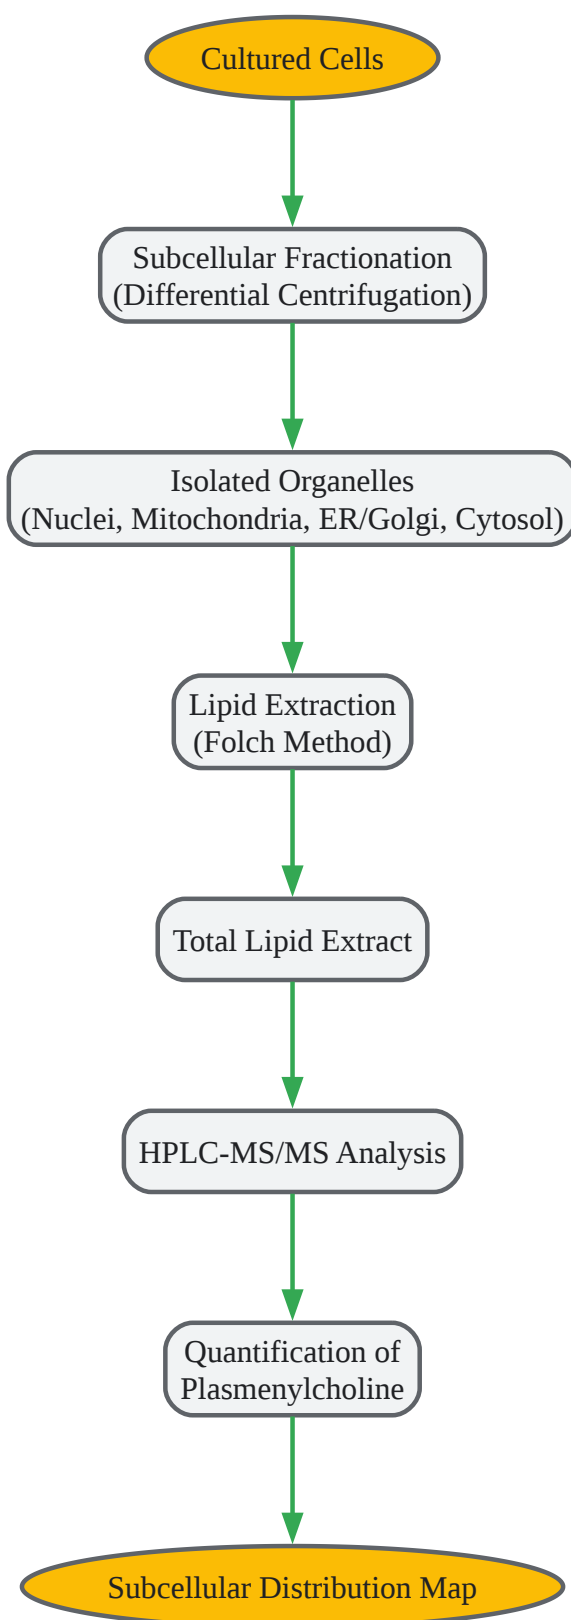 Cultured Cells
Subcellular Fractionation
(Differential Centrifugation)
Isolated Organelles
(Nuclei, Mitochondria, ER/Golgi, Cytosol)
Lipid Extraction
(Folch Method)
Total Lipid Extract
HPLC-MS/MS Analysis
Quantification of
Plasmenylcholine
Subcellular Distribution Map